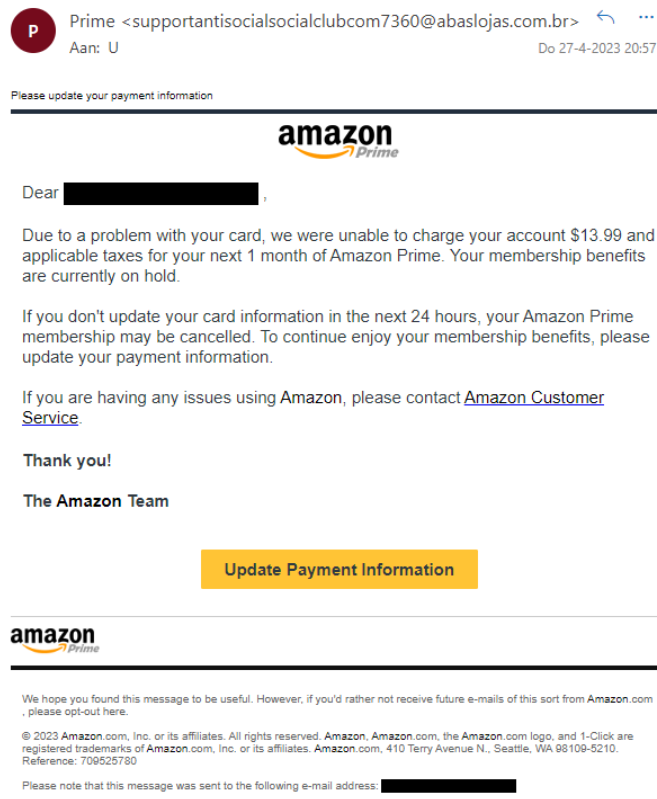 P
Prime <supportantisocialsocialclubcom7360@abaslojas.com.br>
Aan: U
Do 27-4-2023 20:57
Please update your payment information
amazon
Prime
Dear ,
Due to a problem with your card, we were unable to charge your account $13.99 and
applicable taxes for your next 1 month of Amazon Prime. Your membership benefits
are currently on hold.
If you don't update your card information in the next 24 hours, your Amazon Prime
membership may be cancelled. To continue enjoy your membership benefits, please
update your payment information.
If you are having any issues using Amazon, please contact Amazon Customer
Service.
Thank you!
The Amazon Team
Update Payment Information
amazon
Prime
We hope you found this message to be useful. However, if you'd rather not receive future e-mails of this sort from Amazon.com
, please opt-out here.
© 2023 Amazon.com, Inc. or its affiliates. All rights reserved. Amazon, Amazon.com, the Amazon.com logo, and 1-Click are
registered trademarks of Amazon.com, Inc. or its affiliates. Amazon.com, 410 Terry Avenue N., Seattle, WA 98109-5210.
Reference: 709525780
Please note that this message was sent to the following e-mail address: